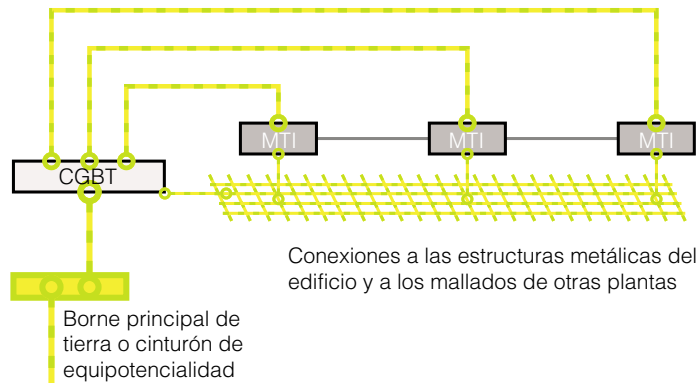 MTI
MTI
MTI
CGBT
Conexiones a las estructuras metálicas del
edificio y a los mallados de otras plantas
Borne principal de
tierra o cinturón de
equipotencialidad